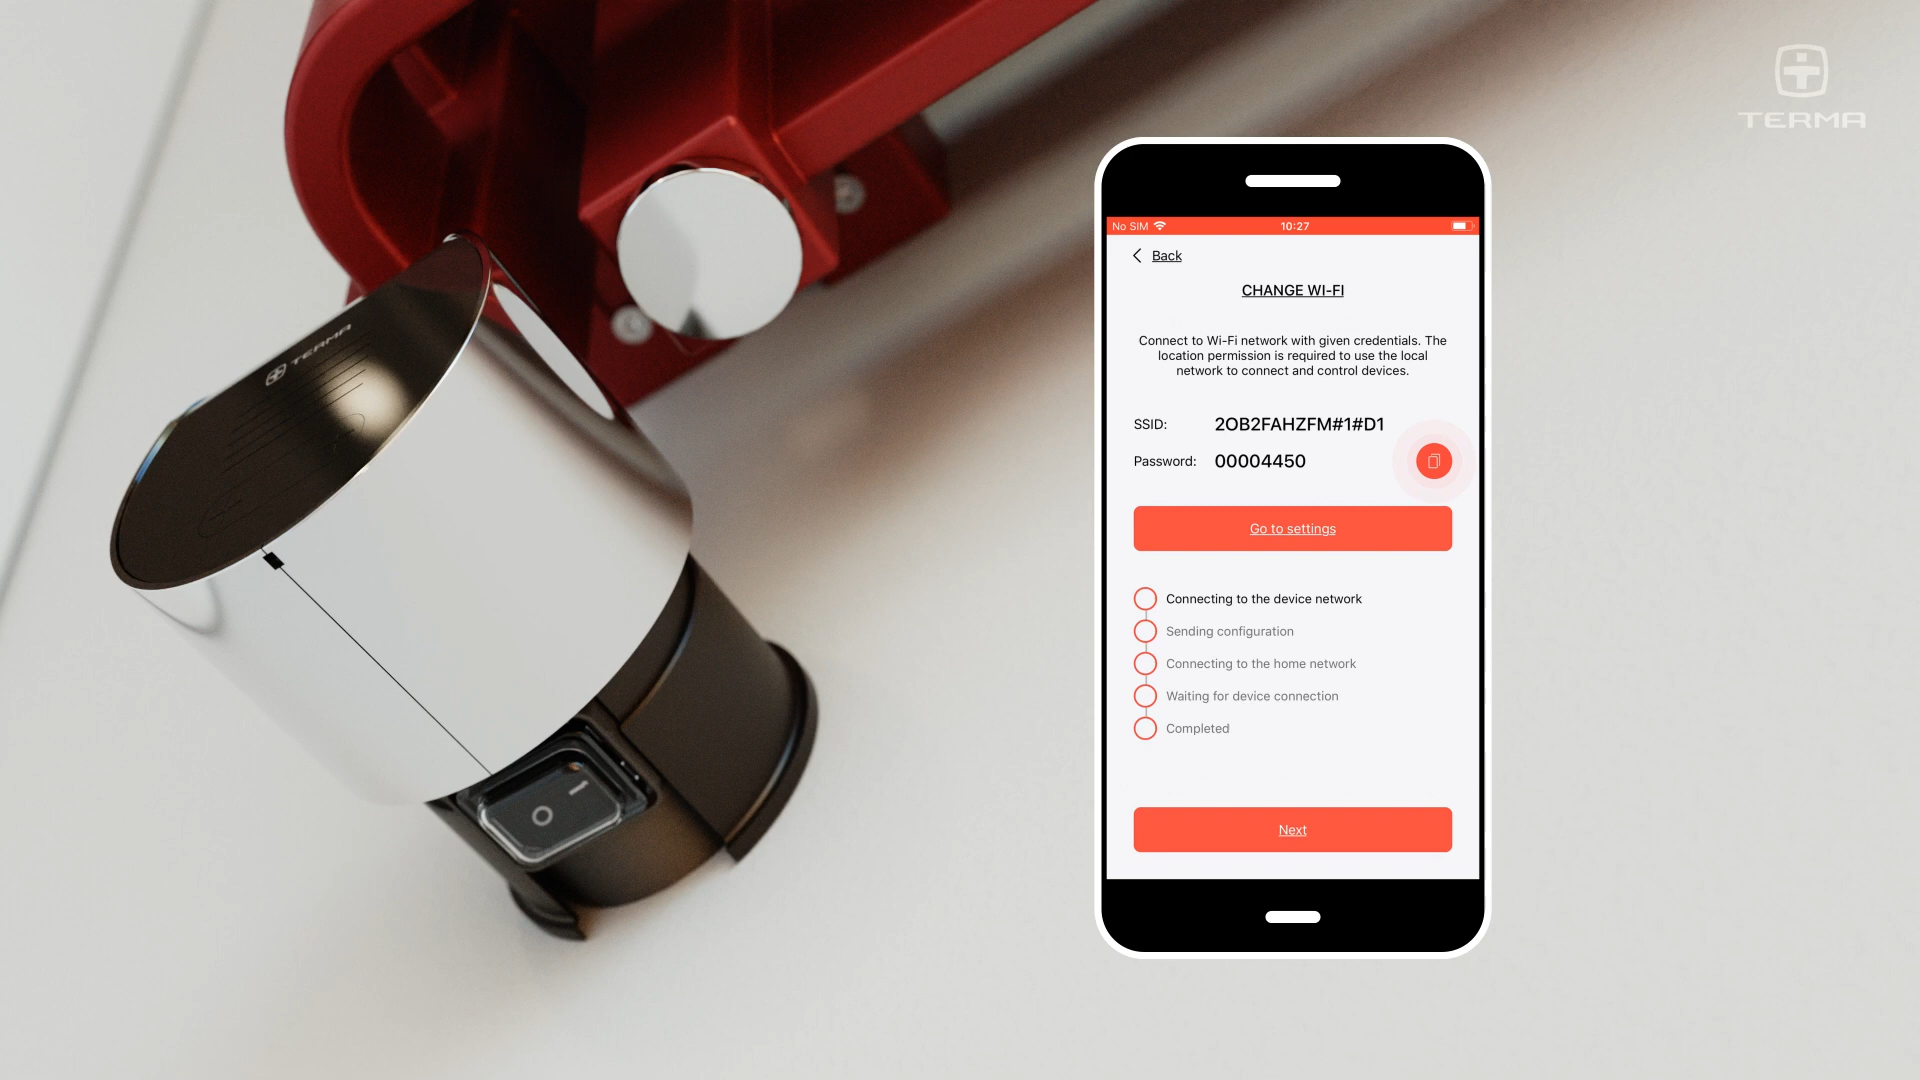 TERMA
TERMA
No SIM
10:27
Back
CHANGE WI-FI
Connect to Wi-Fi network with given credentials. The
location permission is required to use the local
network to connect and control devices.
SSID: 2OB2FAHZFM#1#D1
Password: 00004450
Go to settings
Connecting to the device network
Sending configuration
Connecting to the home network
Waiting for device connection
Completed
Next